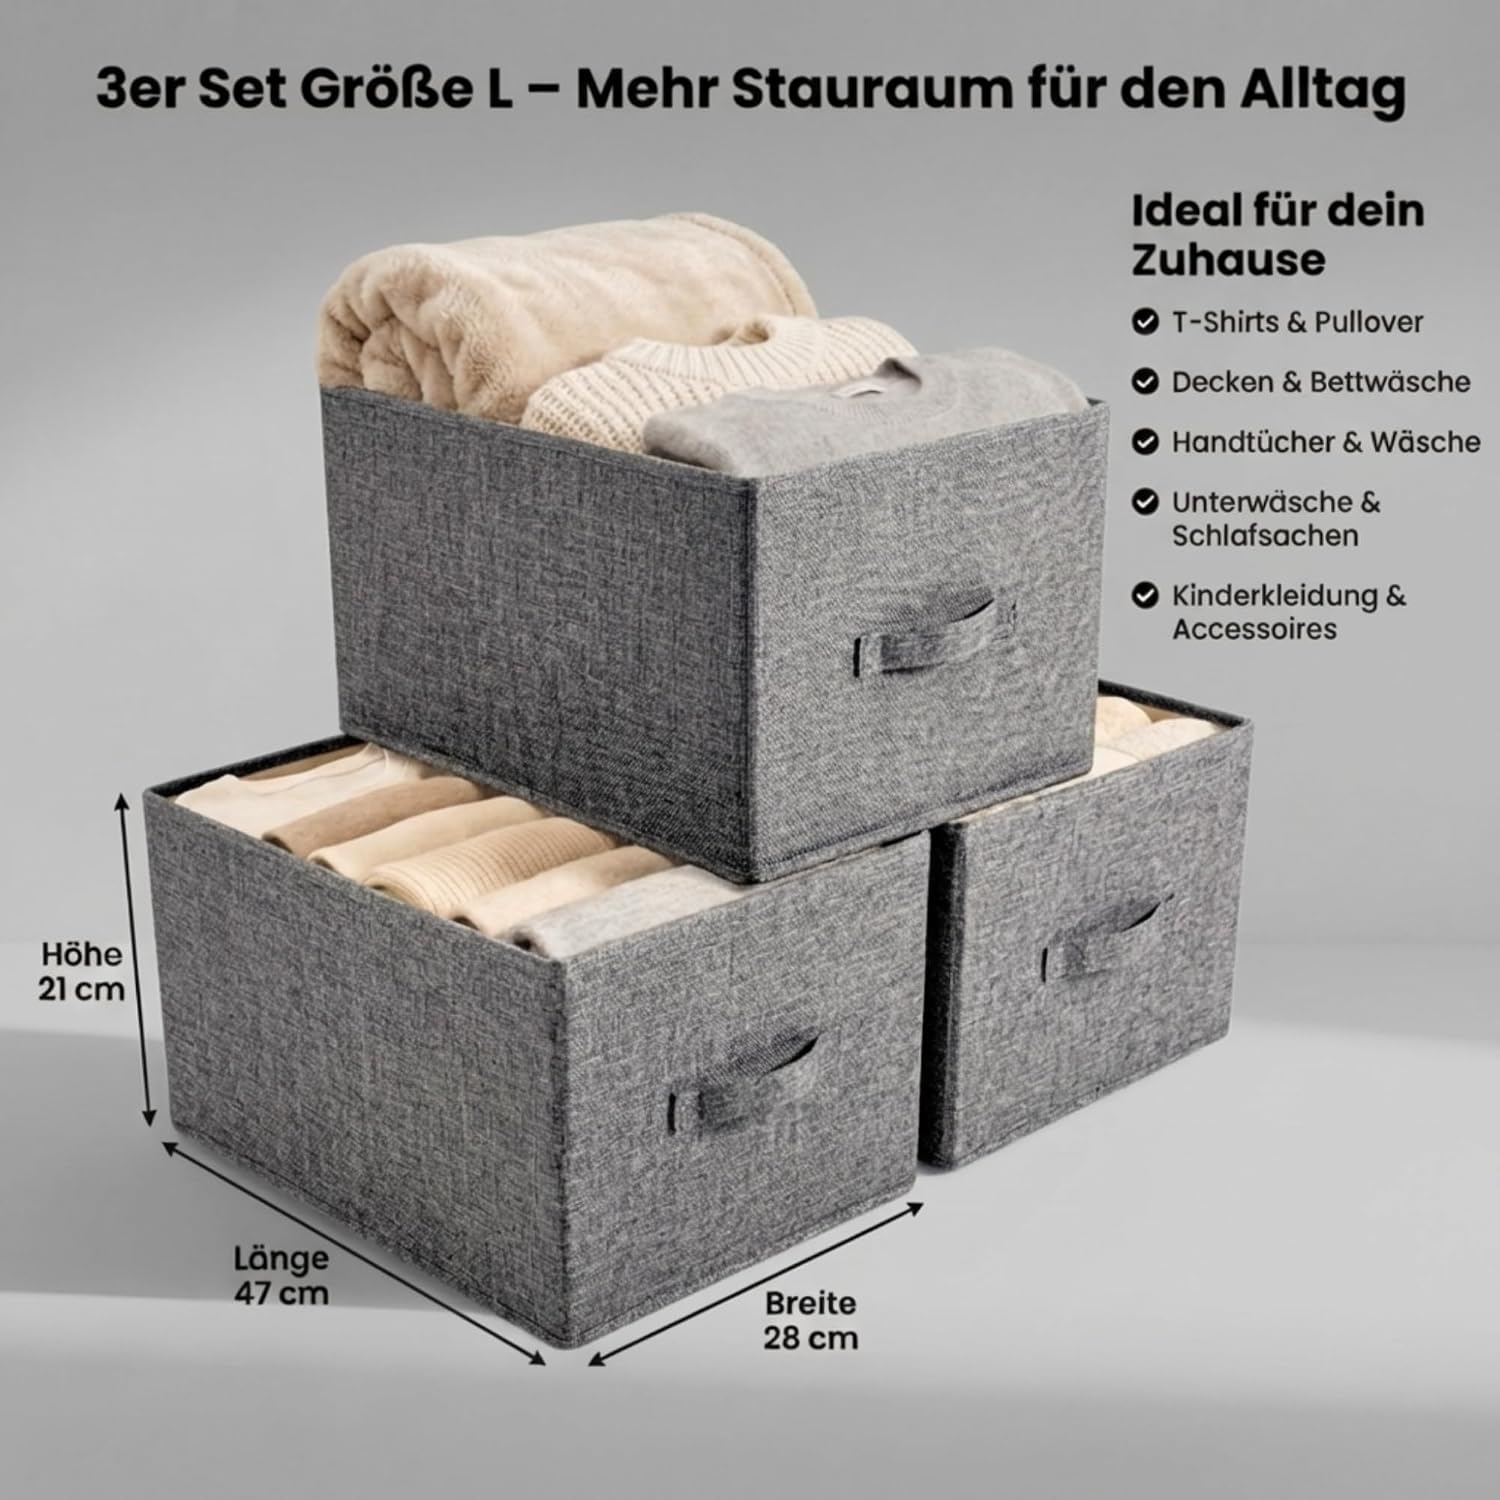 3er Set Größe L – Mehr Stauraum für den Alltag
Ideal für dein
Zuhause
T-Shirts & Pullover
Decken & Bettwäsche
Handtücher & Wäsche
Unterwäsche &
Schlafsachen
Kinderkleidung &
Accessoires
Höhe
21 cm
Länge
47 cm
Breite
28 cm